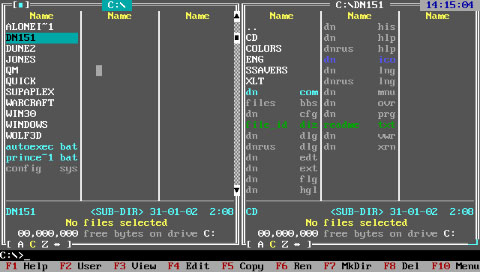 C:\
C:\DN151
14:15:04
Name Name Name
ALONEI~1
DN151
DUNE2
JONES
QM
QUICK
SUPAPLEX
WARCRAFT
WIN30
WINDOWS
WOLF3D
autoexec bat
prince~1 bat
config sys
DN151 <SUB-DIR> 31-01-02 2:08
No files selected
00,000,000 free bytes on drive C:
[ A C Z * ]
Name Name Name
..
CD
COLORS
ENG
SSAVERS
XLT
dn com
files bbs
dn cfg
file_id diz
dn dlg
dnrus dlg
dn edt
dn ext
dn flg
dn hgl
dn his
dn hlp
dnrus hlp
dn ico
dn lng
dnrus lng
dn mnu
dn ovr
dn prg
readme txt
dn vwr
dn xrn
CD <SUB-DIR> 31-01-02 2:08
No files selected
00,000,000 free bytes on drive C:
[ A C Z * ]
C:\>_
F1 Help F2 User F3 View F4 Edit F5 Copy F6 Ren F7 MkDir F8 Del F10 Menu